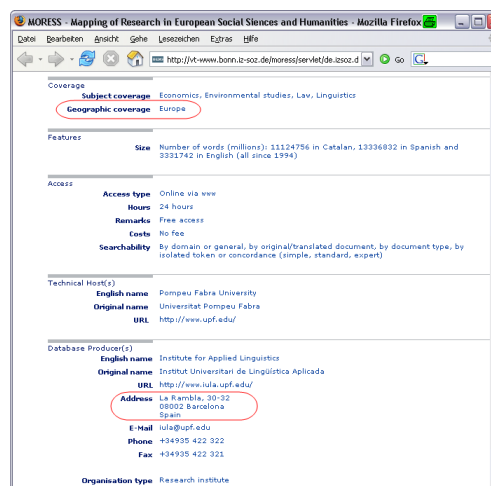 MORESS - Mapping of Research in European Social Siences and Humanities - Mozilla Firefox
Datei Bearbeiten Ansicht Gehe Lesezeichen Extras Hilfe
http://vt-www.bonn.iz-soz.de/moress/servlet/de.izsoz.d Go
Coverage
Subject coverage Economics, Environmental studies, Law, Linguistics
Geographic coverage Europe
Features
Size Number of words (millions): 11124756 in Catalan, 13336832 in Spanish and
3331742 in English (all since 1994)
Access
Access type Online via www
Hours 24 hours
Remarks Free access
Costs No fee
Searchability By domain or general, by original/translated document, by document type, by
isolated token or concordance (simple, standard, expert)
Technical Host(s)
English name Pompeu Fabra University
Original name Universitat Pompeu Fabra
URL http://www.upf.edu/
Database Producer(s)
English name Institute for Applied Linguistics
Original name Institut Universitari de Lingüística Aplicada
URL http://www.iula.upf.edu/
Address La Rambla, 30-32
08002 Barcelona
Spain
E-Mail iula@upf.edu
Phone +34935 422 322
Fax +34935 422 321
Organisation type Research institute